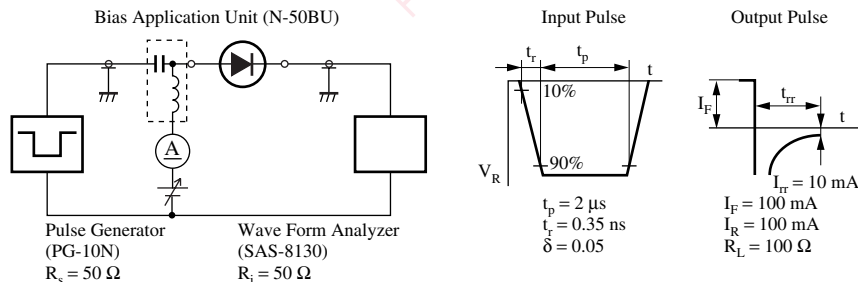 Bias Application Unit (N-50BU)
A
Pulse Generator
(PG-10N)
R_s = 50 Ω
Wave Form Analyzer
(SAS-8130)
R_i = 50 Ω
Input Pulse
t_r
t_p
t
10%
90%
V_R
t_p = 2 μs
t_r = 0.35 ns
δ = 0.05
Output Pulse
I_F
t_rr
t
I_rr = 10 mA
I_F = 100 mA
I_R = 100 mA
R_L = 100 Ω